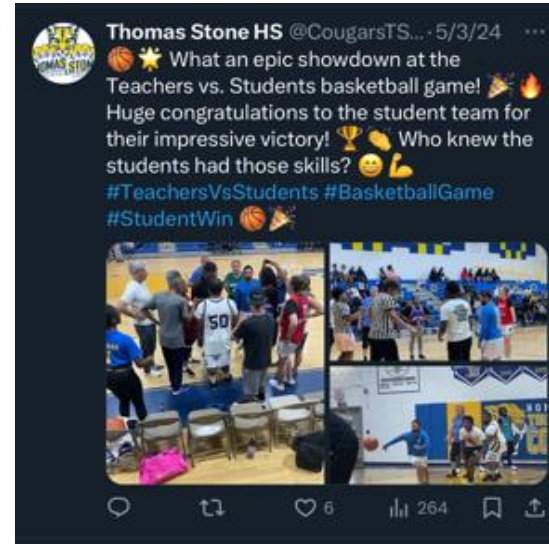 Thomas Stone HS @CougarsTS... · 5/3/24 ...
🏀🌟 What an epic showdown at the
Teachers vs. Students basketball game! 🎉🔥
Huge congratulations to the student team for
their impressive victory! 🏆👏 Who knew the
students had those skills? 😊💪
#TeachersVsStudents #BasketballGame
#StudentWin 🏀🎉
50
6
264